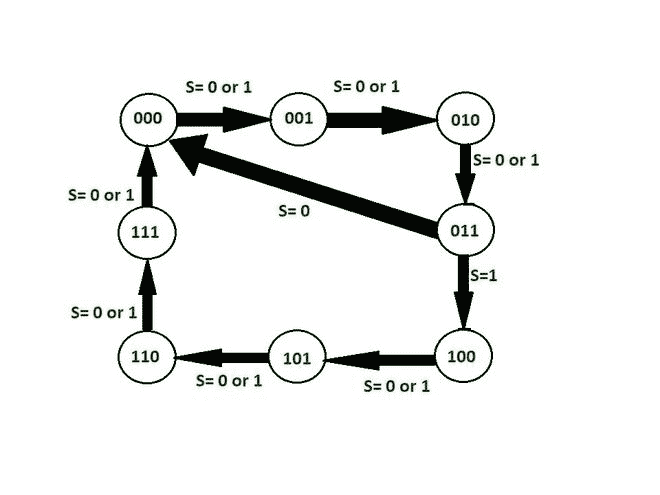 S= 0 or 1
S= 0 or 1
000
001
010
S= 0 or 1
S= 0 or 1
S= 0
111
011
S=1
S= 0 or 1
110
101
100
S= 0 or 1
S= 0 or 1